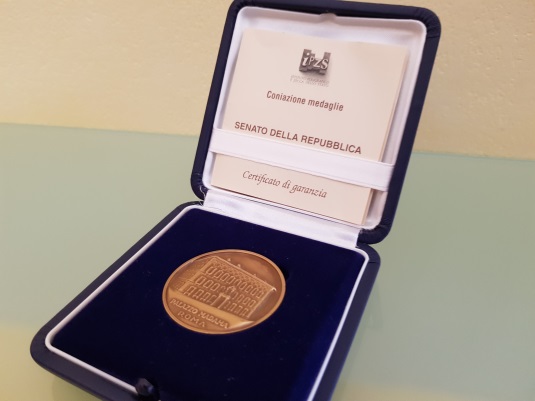 ipzs
Coniazione medaglie
SENATO DELLA REPUBBLICA
Certificato di garanzia
PALAZZO MADAMA
ROMA